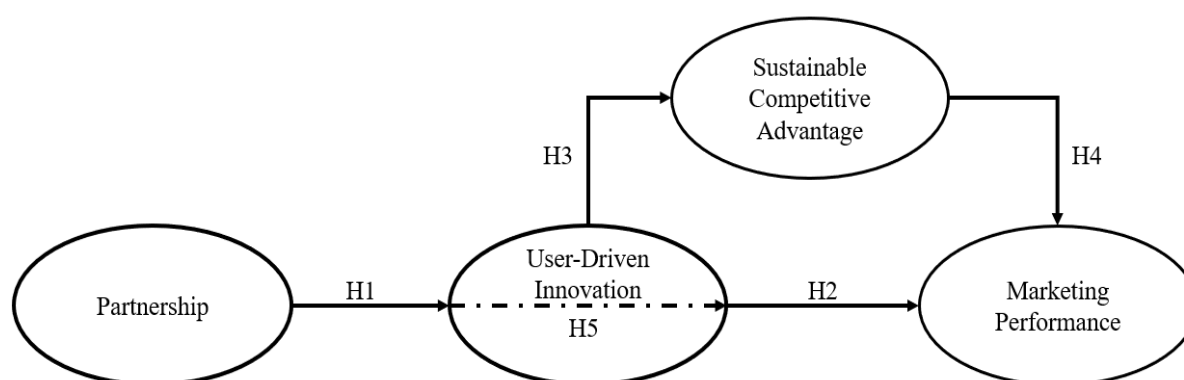 Sustainable
Competitive
Advantage
H3
H4
Partnership
H1
User-Driven
Innovation
H5
H2
Marketing
Performance